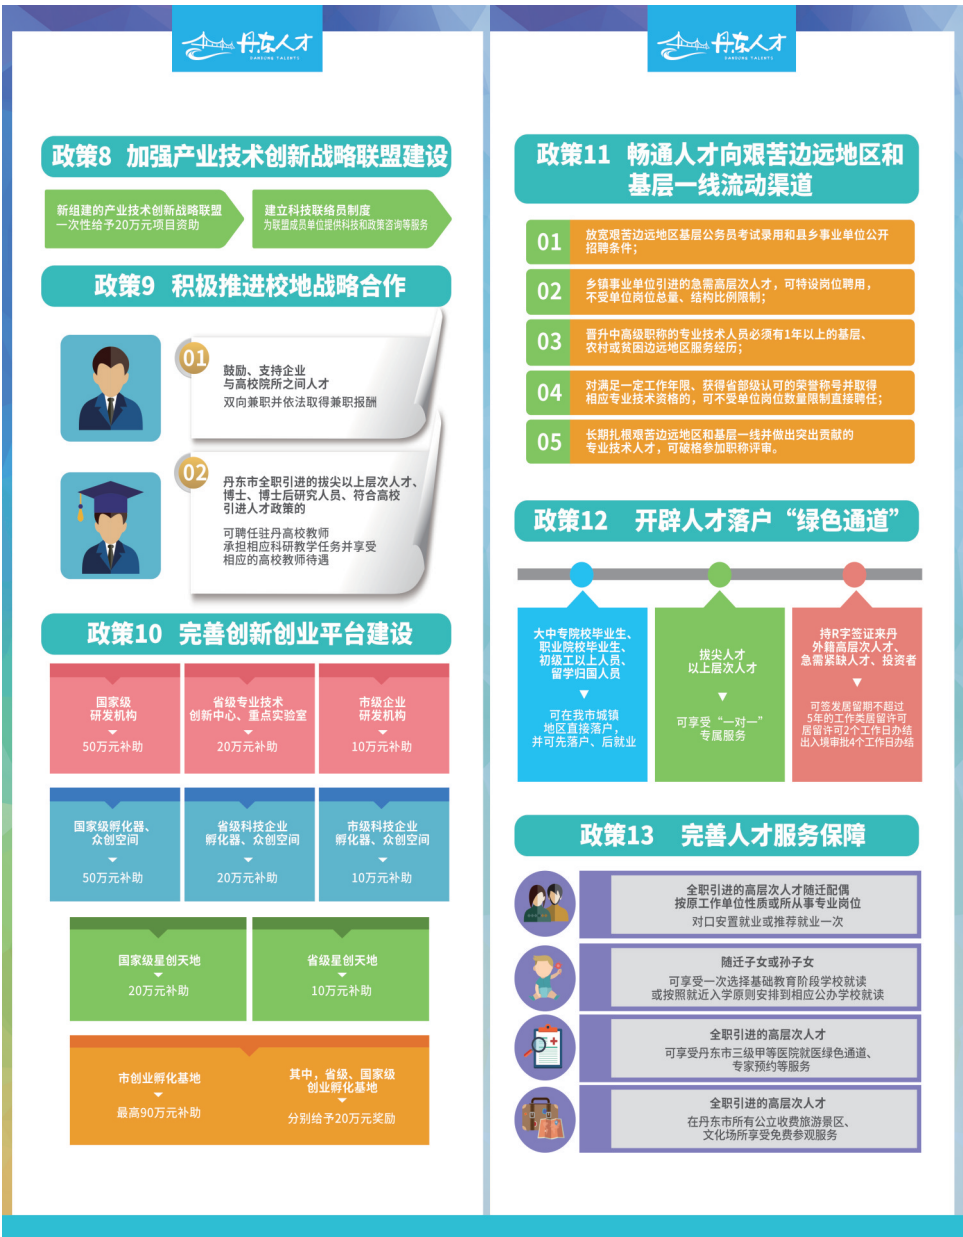 丹东人才
DANDONG TALENTS
政策8 加强产业技术创新战略联盟建设
新组建的产业技术创新战略联盟
一次性给予20万元项目资助
建立科技联络员制度
为联盟成员单位提供科技和政策咨询等服务
政策9 积极推进校地战略合作
01
鼓励、支持企业
与高校院所之间人才
双向兼职并依法取得兼职报酬
02
丹东市全职引进的拔尖以上层次人才、
博士、博士后研究人员、符合高校
引进人才政策的
可聘任驻丹高校教师
承担相应科研教学任务并享受
相应的高校教师待遇
政策10 完善创新创业平台建设
国家级
研发机构
50万元补助
省级专业技术
创新中心、重点实验室
20万元补助
市级企业
研发机构
10万元补助
国家级孵化器、
众创空间
50万元补助
省级科技企业
孵化器、众创空间
20万元补助
市级科技企业
孵化器、众创空间
10万元补助
国家级星创天地
20万元补助
省级星创天地
10万元补助
市创业孵化基地
最高90万元补助
其中，省级、国家级
创业孵化基地
分别给予20万元奖励
丹东人才
DANDONG TALENTS
政策11 畅通人才向艰苦边远地区和
基层一线流动渠道
01
放宽艰苦边远地区基层公务员考试录用和县乡事业单位公开
招聘条件；
02
乡镇事业单位引进的急需高层次人才，可特设岗位聘用，
不受单位岗位总量、结构比例限制；
03
晋升中高级职称的专业技术人员必须有1年以上的基层、
农村或贫困边远地区服务经历；
04
对满足一定工作年限、获得省部级认可的荣誉称号并取得
相应专业技术资格的，可不受单位岗位数量限制直接聘任；
05
长期扎根艰苦边远地区和基层一线并做出突出贡献的
专业技术人才，可破格参加职称评审。
政策12 开辟人才落户“绿色通道”
大中专院校毕业生、
职业院校毕业生、
初级工以上人员、
留学归国人员
可在我市城镇
地区直接落户，
并可先落户、后就业
拔尖人才
以上层次人才
可享受“一对一”
专属服务
持R字签证来丹
外籍高层次人才、
急需紧缺人才、投资者
可签发居留期不超过
5年的工作类居留许可
居留许可2个工作日办结
出入境审批4个工作日办结
政策13 完善人才服务保障
全职引进的高层次人才随迁配偶
按原工作单位性质或所从事专业岗位
对口安置就业或推荐就业一次
随迁子女或孙子女
可享受一次选择基础教育阶段学校就读
或按照就近入学原则安排到相应公办学校就读
全职引进的高层次人才
可享受丹东市三级甲等医院就医绿色通道、
专家预约等服务
全职引进的高层次人才
在丹东市所有公立收费旅游景区、
文化场所享受免费参观服务